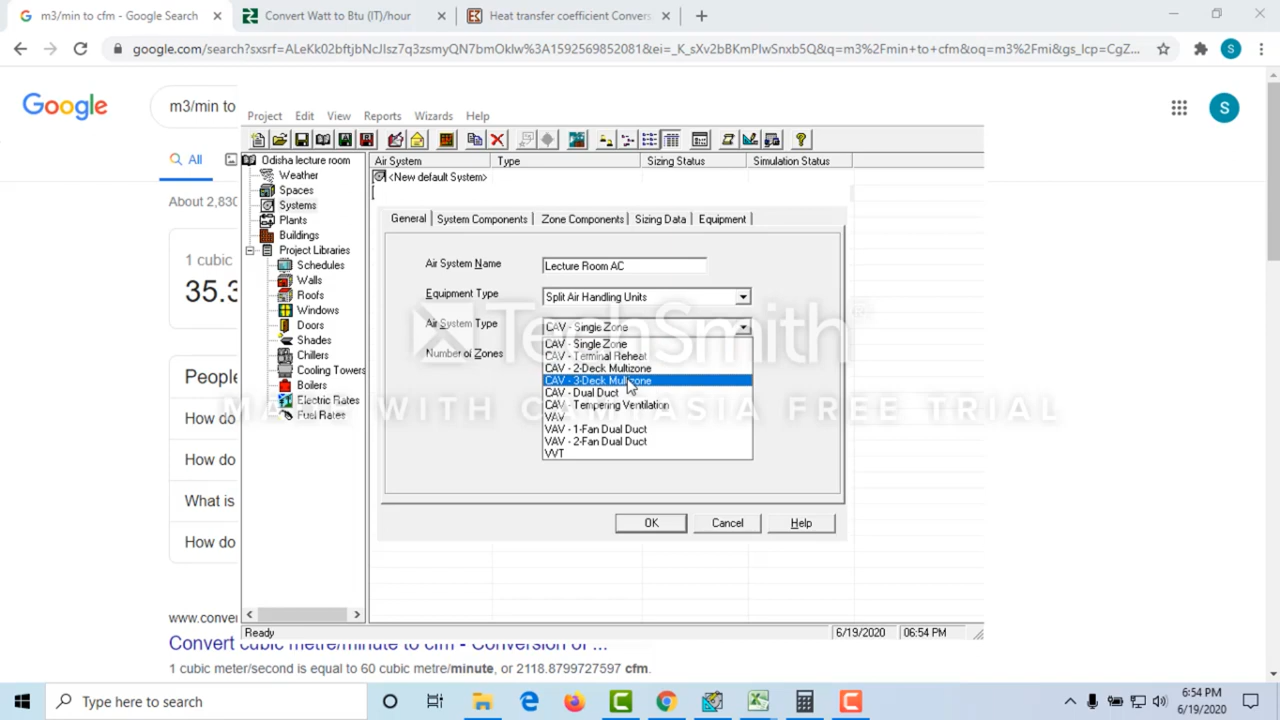 m3/min to cfm - Google Search
Convert Watt to Btu (IT)/hour
Heat transfer coefficient Convers
google.com/search?sxsrf=ALeKk02bftjbNcJIsz7q3zsmyQN7bmOklw%3A1592569852081&ei=_K_sXv2bBKmPlwSnxb5Q&q=m3%2Fmin+to+cfm&oq=m3%2Fmi&gs_lcp=CgZ...
S
Google
m3/min to
S
All
About 2,830
1 cubic
35.3
People
How do
How do
What is
How do
www.conver
Convert cubic metre/minute to cfm - Conversion of ...
1 cubic meter/second is equal to 60 cubic metre/minute, or 2118.8799727597 cfm.
Project Edit View Reports Wizards Help
Odisha lecture room
Weather
Spaces
Systems
Plants
Buildings
Project Libraries
Schedules
Walls
Roofs
Windows
Doors
Shades
Chillers
Cooling Towers
Boilers
Electric Rates
Fuel Rates
Air System Type Sizing Status Simulation Status
<New default System>
General System Components Zone Components Sizing Data Equipment
Air System Name Lecture Room AC
Equipment Type Split Air Handling Units
Air System Type CAV - Single Zone
Number of Zones
CAV - Single Zone
CAV - Terminal Reheat
CAV - 2-Deck Multizone
CAV - 3-Deck Multizone
CAV - Dual Duct
CAV - Tempering Ventilation
VAV
VAV - 1-Fan Dual Duct
VAV - 2-Fan Dual Duct
VVT
OK Cancel Help
TechSmith
MADE WITH CAMTASIA FREE TRIAL
Ready 6/19/2020 06:54 PM
Type here to search
6:54 PM
6/19/2020